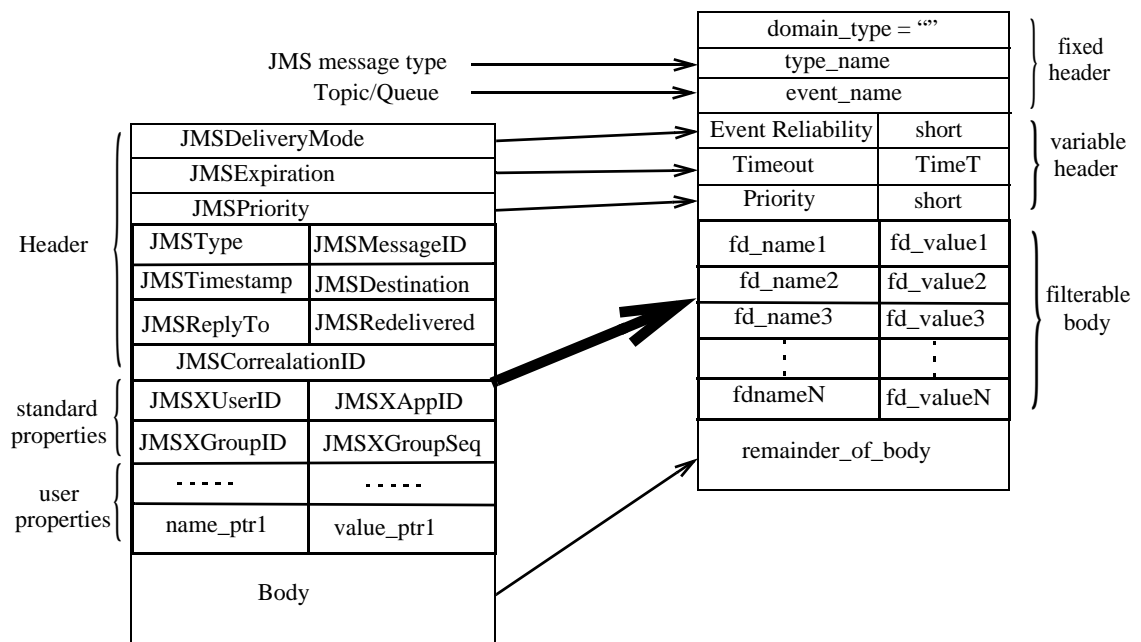 domain_type = “”
JMS message type
type_name
Topic/Queue
event_name
fixed
header
JMSDeliveryMode
Event Reliability
short
JMSExpiration
Timeout
TimeT
JMSPriority
Priority
short
variable
header
Header
JMSType
JMSMessageID
JMSTimestamp
JMSDestination
JMSReplyTo
JMSRedelivered
JMSCorrealationID
fd_name1
fd_value1
fd_name2
fd_value2
fd_name3
fd_value3
fdnameN
fd_valueN
filterable
body
standard
properties
JMSXUserID
JMSXAppID
JMSXGroupID
JMSXGroupSeq
remainder_of_body
user
properties
name_ptr1
value_ptr1
Body